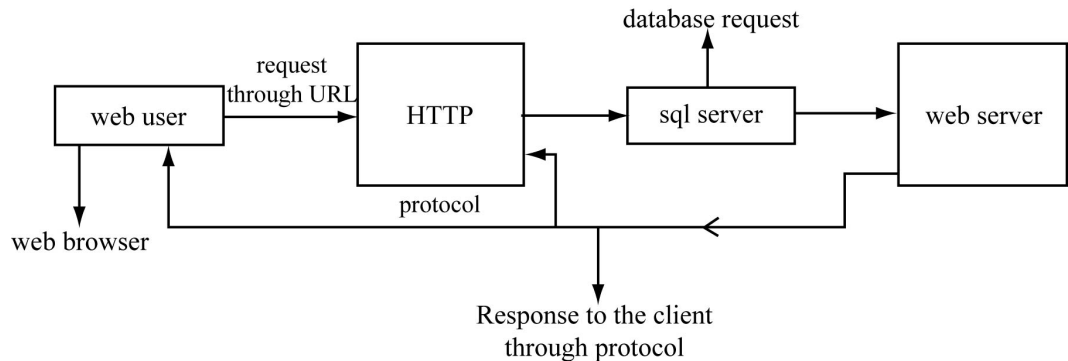 database request
request
through URL
web user
HTTP
sql server
web server
protocol
web browser
Response to the client
through protocol